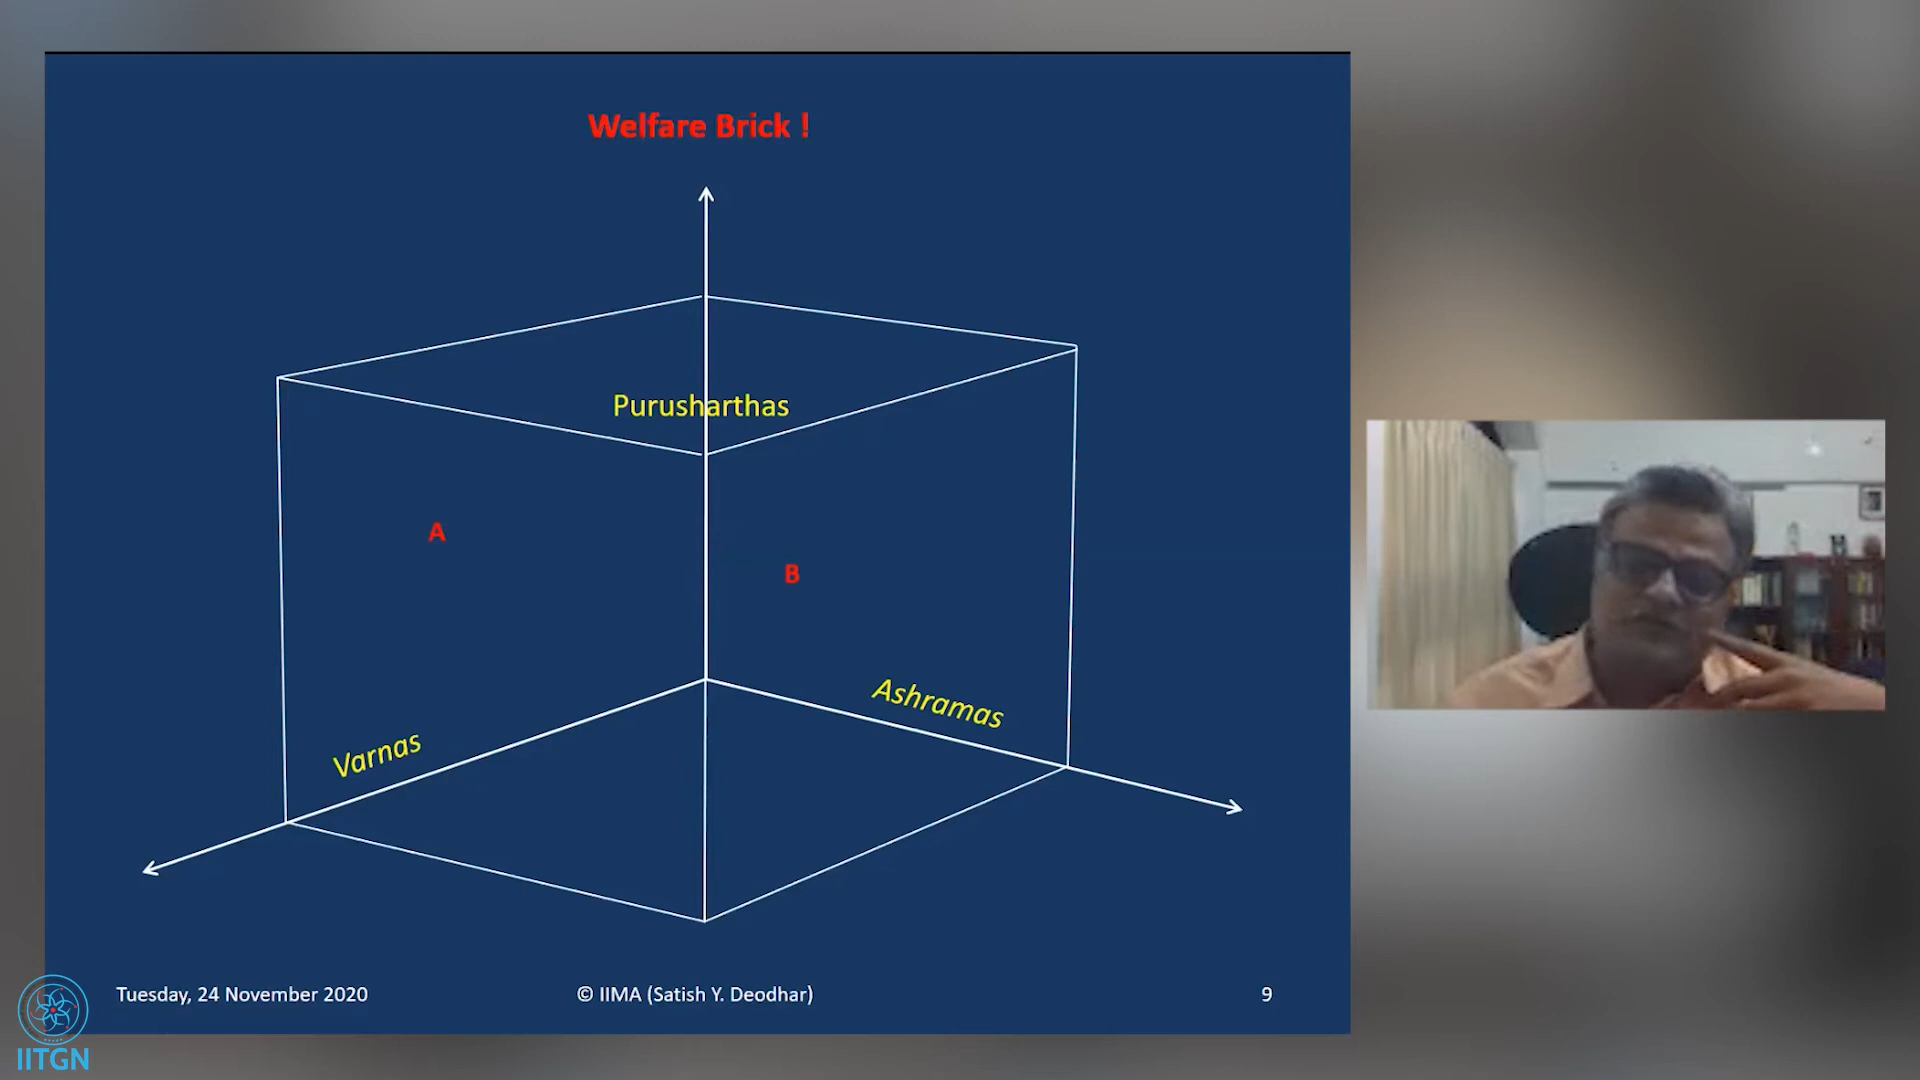 Welfare Brick !
Purusharthas
A
B
Ashramas
Varnas
Tuesday, 24 November 2020
© IIMA (Satish Y. Deodhar)
9
IITGN